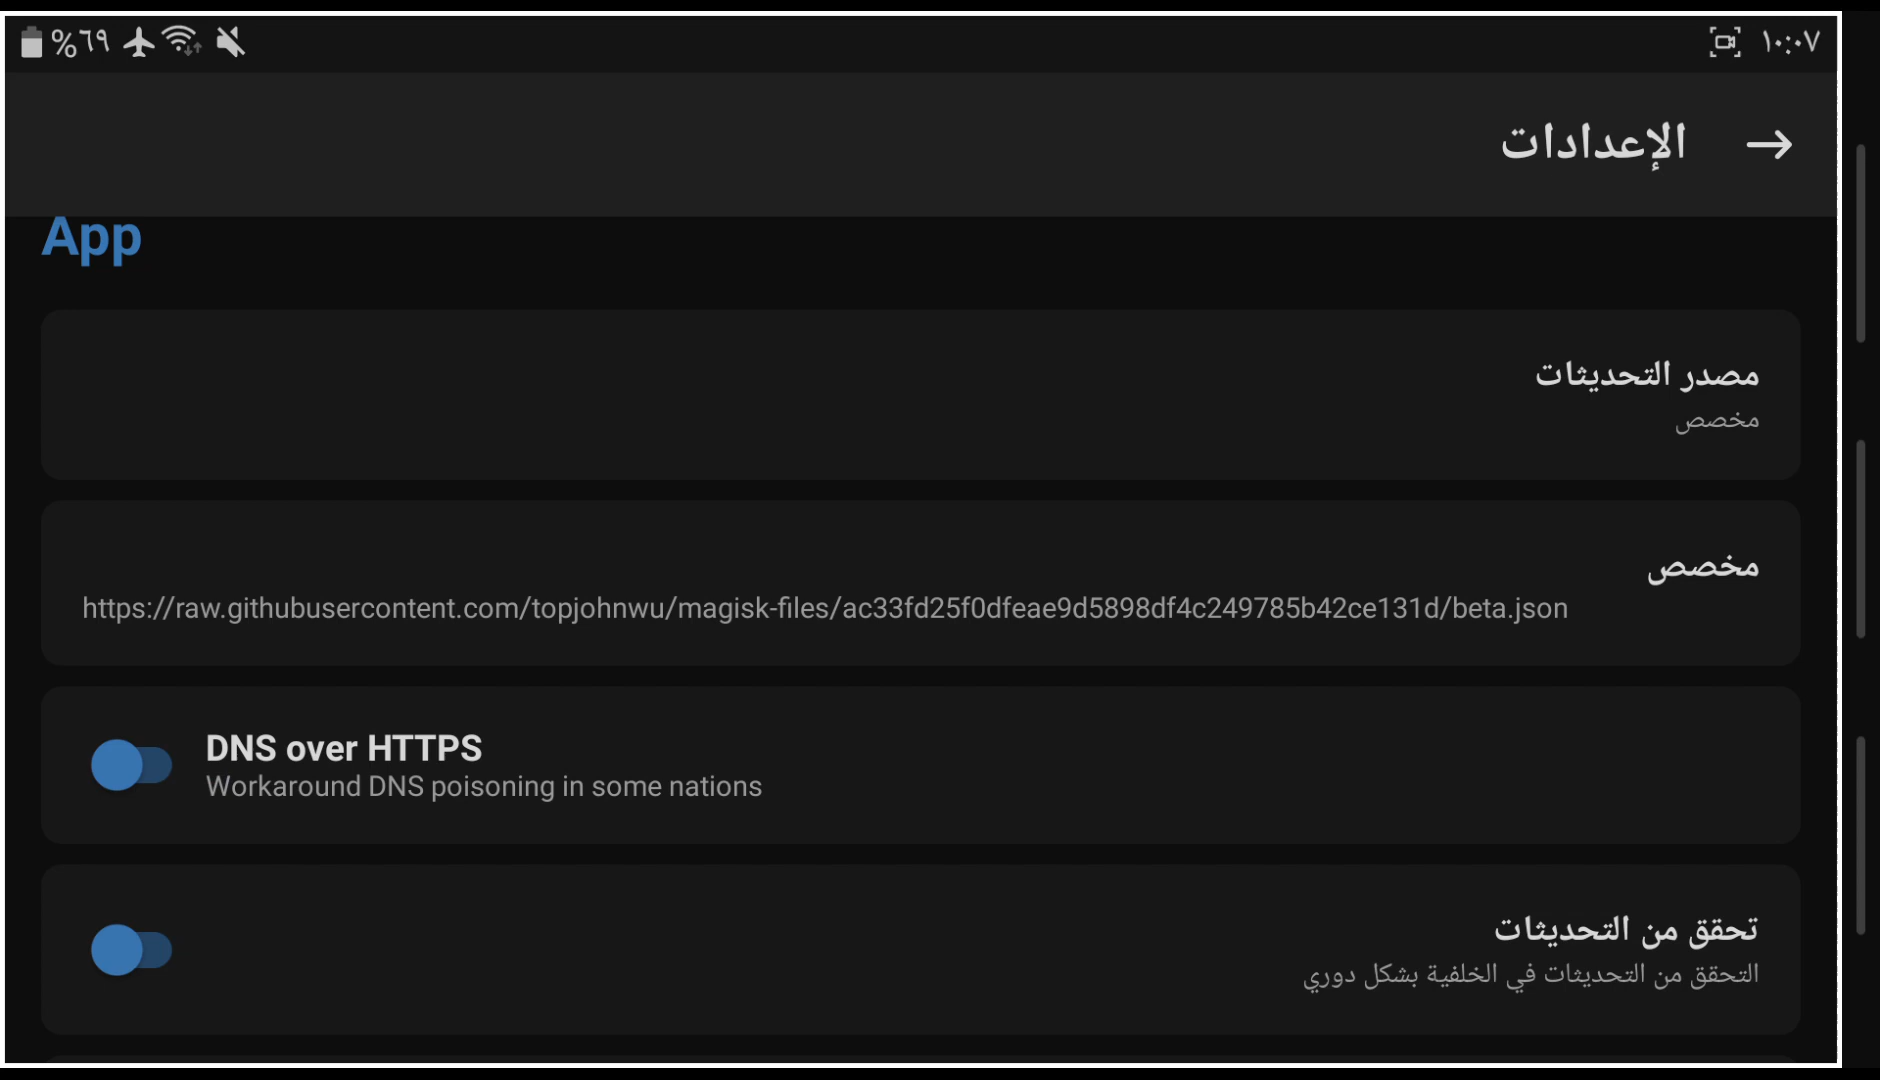 %٦٩
١٠:٠٧
الإعدادات
App
مصدر التحديثات
مخصص
مخصص
https://raw.githubusercontent.com/topjohnwu/magisk-files/ac33fd25f0dfeae9d5898df4c249785b42ce131d/beta.json
DNS over HTTPS
Workaround DNS poisoning in some nations
تحقق من التحديثات
التحقق من التحديثات في الخلفية بشكل دوري